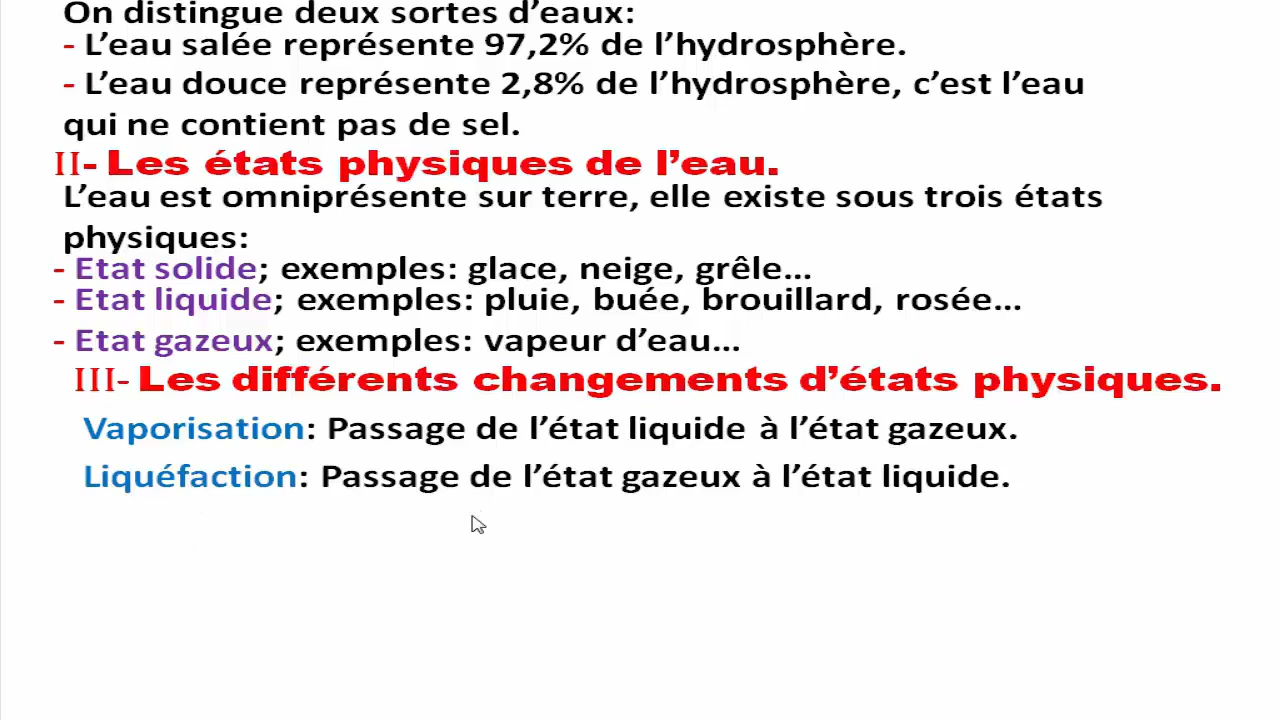 On distingue deux sortes d’eaux:
- L’eau salée représente 97,2% de l’hydrosphère.
- L’eau douce représente 2,8% de l’hydrosphère, c’est l’eau
qui ne contient pas de sel.
II- Les états physiques de l’eau.
L’eau est omniprésente sur terre, elle existe sous trois états
physiques:
- Etat solide; exemples: glace, neige, grêle...
- Etat liquide; exemples: pluie, buée, brouillard, rosée...
- Etat gazeux; exemples: vapeur d’eau...
III- Les différents changements d’états physiques.
Vaporisation: Passage de l’état liquide à l’état gazeux.
Liquéfaction: Passage de l’état gazeux à l’état liquide.